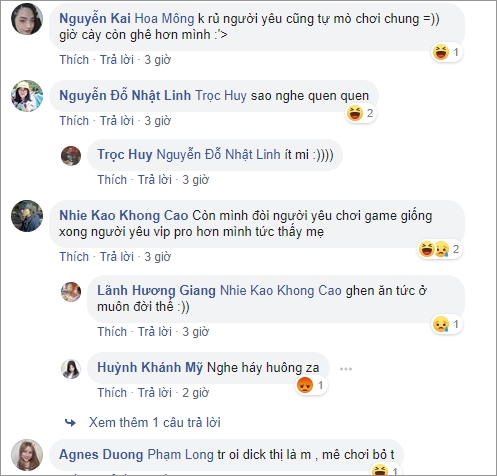 Nguyễn Kai Hoa Mông k rủ người yêu cũng tự mò chơi chung =))
giờ cày còn ghê hơn mình :'>
1
Thích · Trả lời · 3 giờ
Nguyễn Đỗ Nhật Linh Trọc Huy sao nghe quen quen
2
Thích · Trả lời · 3 giờ
Trọc Huy Nguyễn Đỗ Nhật Linh ít mi :))))
Thích · Trả lời · 3 giờ
Nhie Kao Khong Cao Còn mình đòi người yêu chơi game giống
xong người yêu vip pro hơn mình tức thấy mẹ
2
Thích · Trả lời · 3 giờ
Lãnh Hương Giang Nhie Kao Khong Cao ghen ăn tức ở
muôn đời thế :))
1
Thích · Trả lời · 3 giờ
Huỳnh Khánh Mỹ Nghe háy huông za
1
Thích · Trả lời · 2 giờ
Xem thêm 1 câu trả lời
Agnes Duong Phạm Long tr oi dick thị là m , mê chơi bỏ t
1